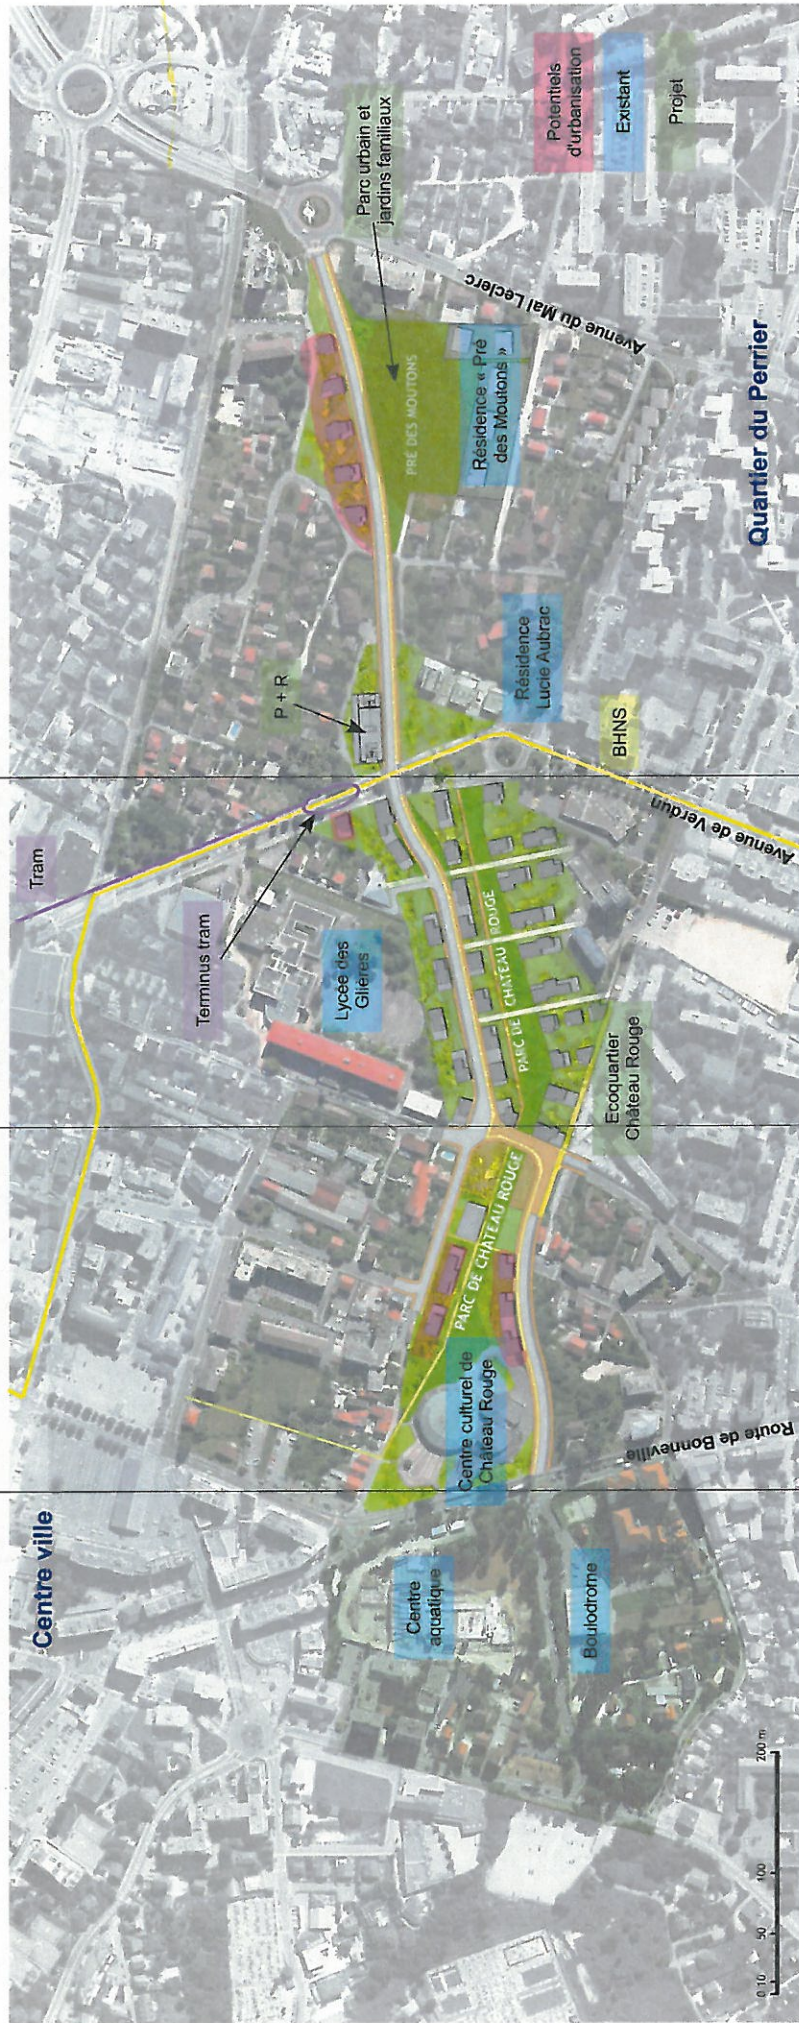 Centre ville
Tram
Terminus tram
P + R
Parc urbain et
jardins familiaux
Potentiels
d'urbanisation
Existant
Projet
Lycée des
Glières
PRÉ DES MOUTONS
Résidence « Pré
des Moutons »
Avenue du Mal Leclerc
Centre
aquatique
Centre culturel de
Château Rouge
PARC DE CHÂTEAU ROUGE
PARC DE CHÂTEAU ROUGE
Résidence
Lucie Aubrac
BHNS
Boulodrome
Ecoquartier
Château Rouge
Route de Bonneville
Avenue de Verdun
Quartier du Perrier
0 10 50 100 200 m